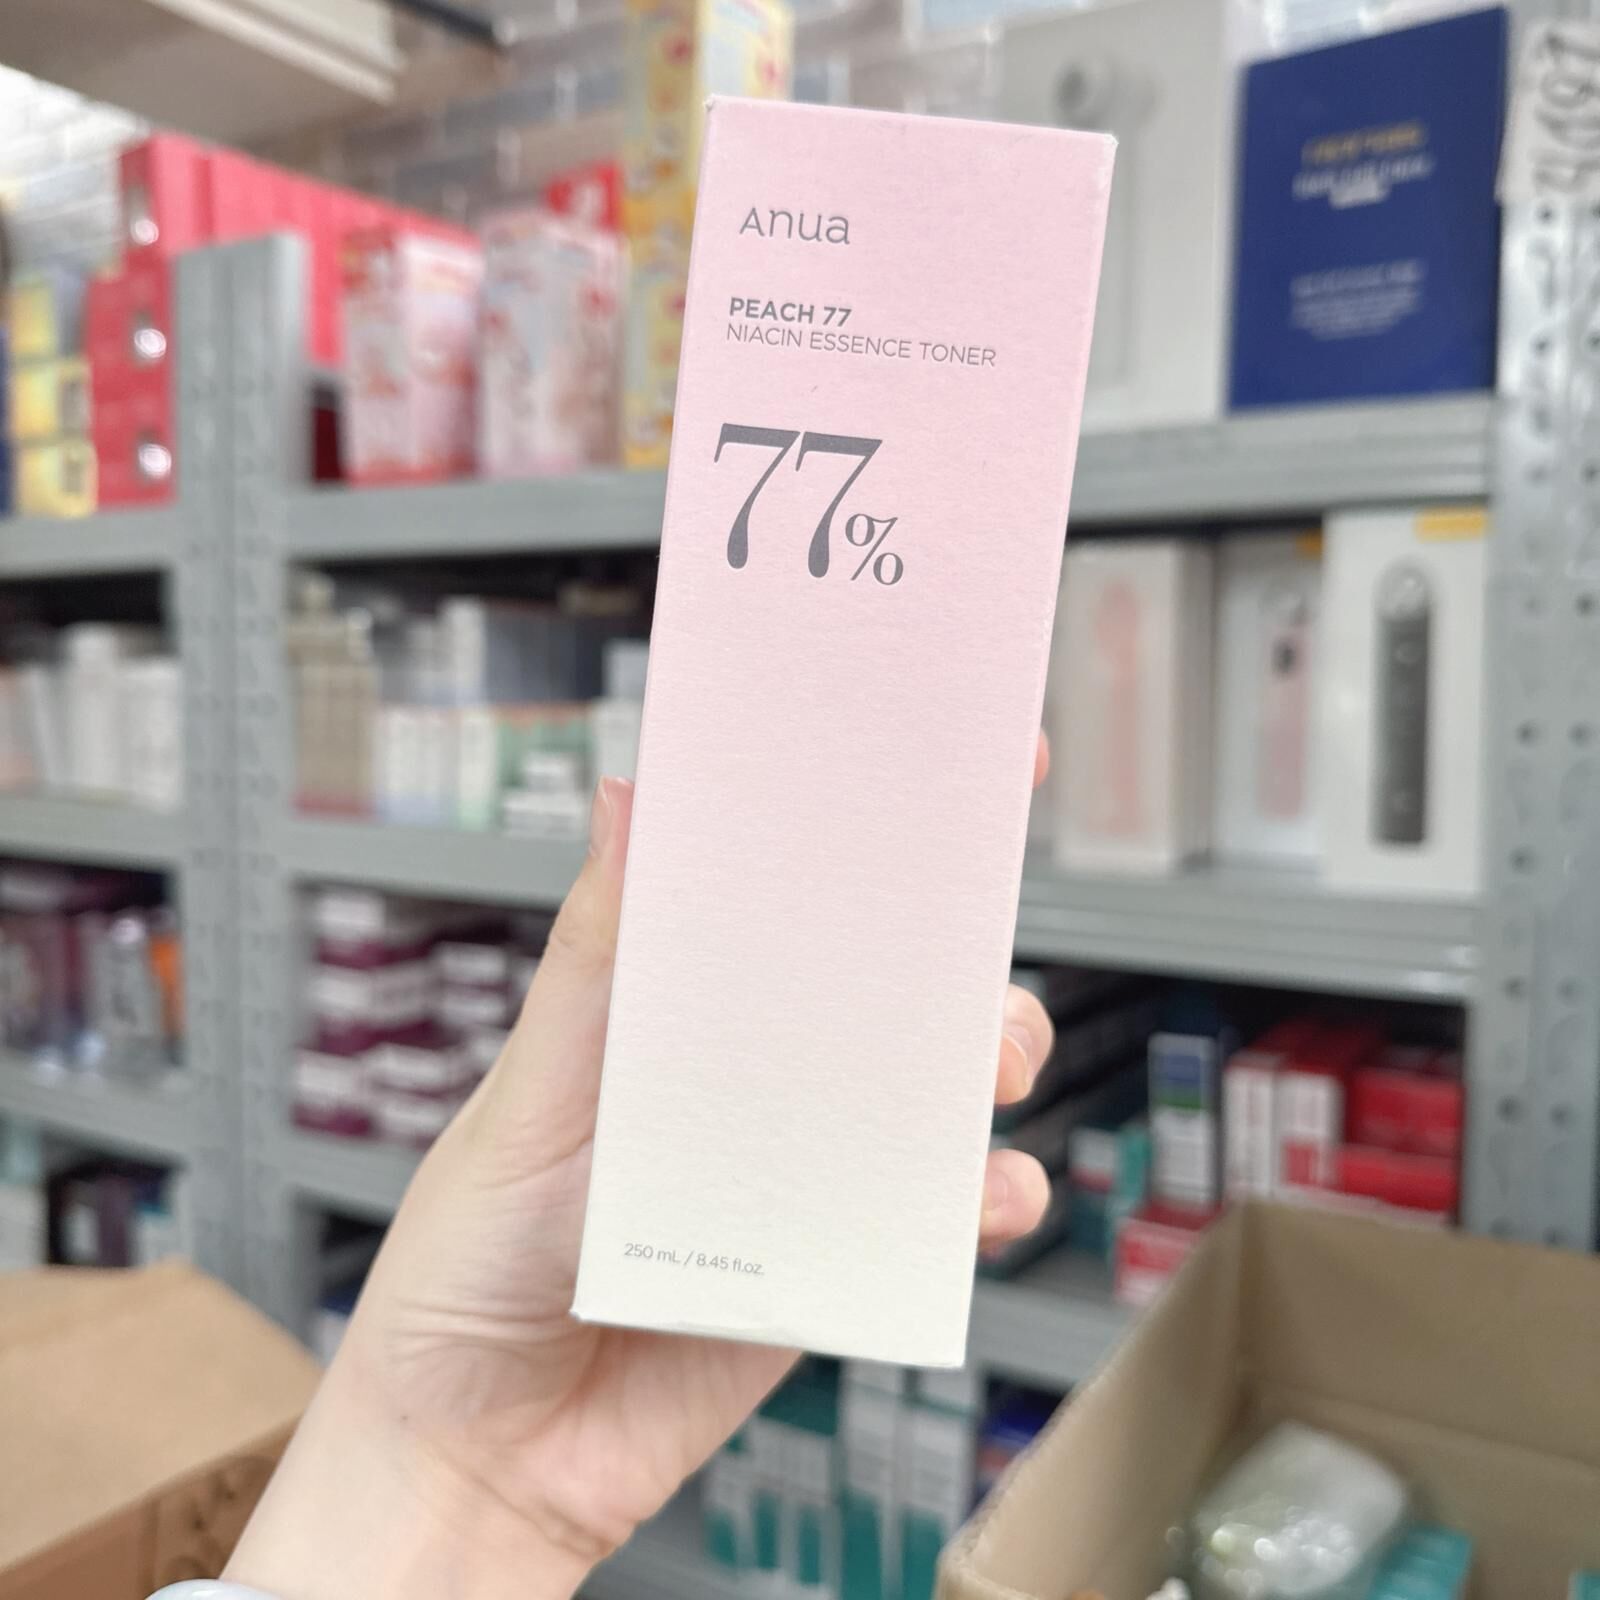 Anua
PEACH 77
NIACIN ESSENCE TONER
77%
250 mL / 8.45 fl.oz.